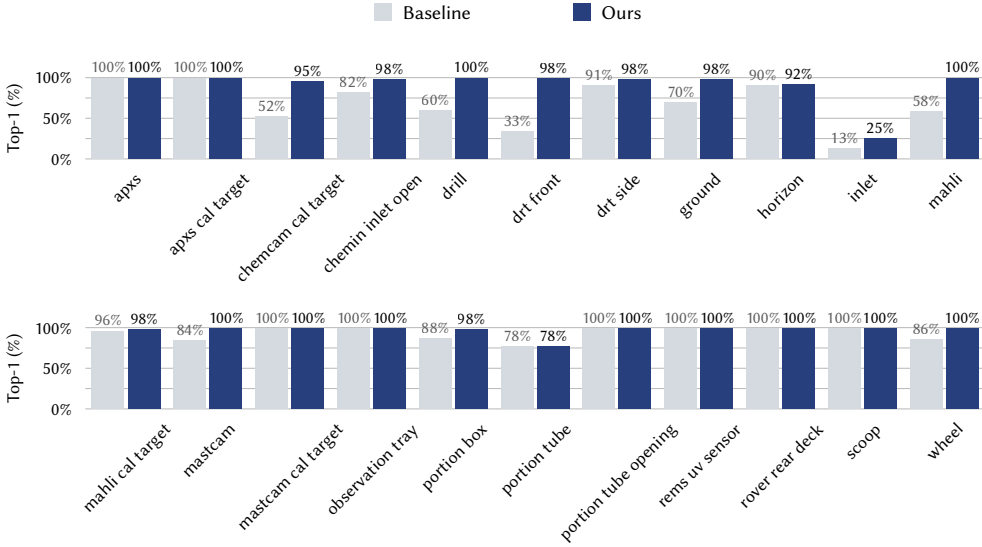 Baseline Ours
100% 100% 100% 100% 52% 95% 82% 98% 60% 100% 33% 98% 91% 98% 70% 98% 90% 92% 13% 25% 58% 100%
Top-1 (%)
100%
50%
0%
apxs
apxs cal target
chemcam cal target
chemin inlet open
drill
drt front
drt side
ground
horizon
inlet
mahli
96% 98% 84% 100% 100% 100% 100% 100% 88% 98% 78% 78% 100% 100% 100% 100% 100% 100% 100% 100% 86% 100%
Top-1 (%)
100%
50%
0%
mahli cal target
mastcam
mastcam cal target
observation tray
portion box
portion tube
portion tube opening
rems uv sensor
rover rear deck
scoop
wheel